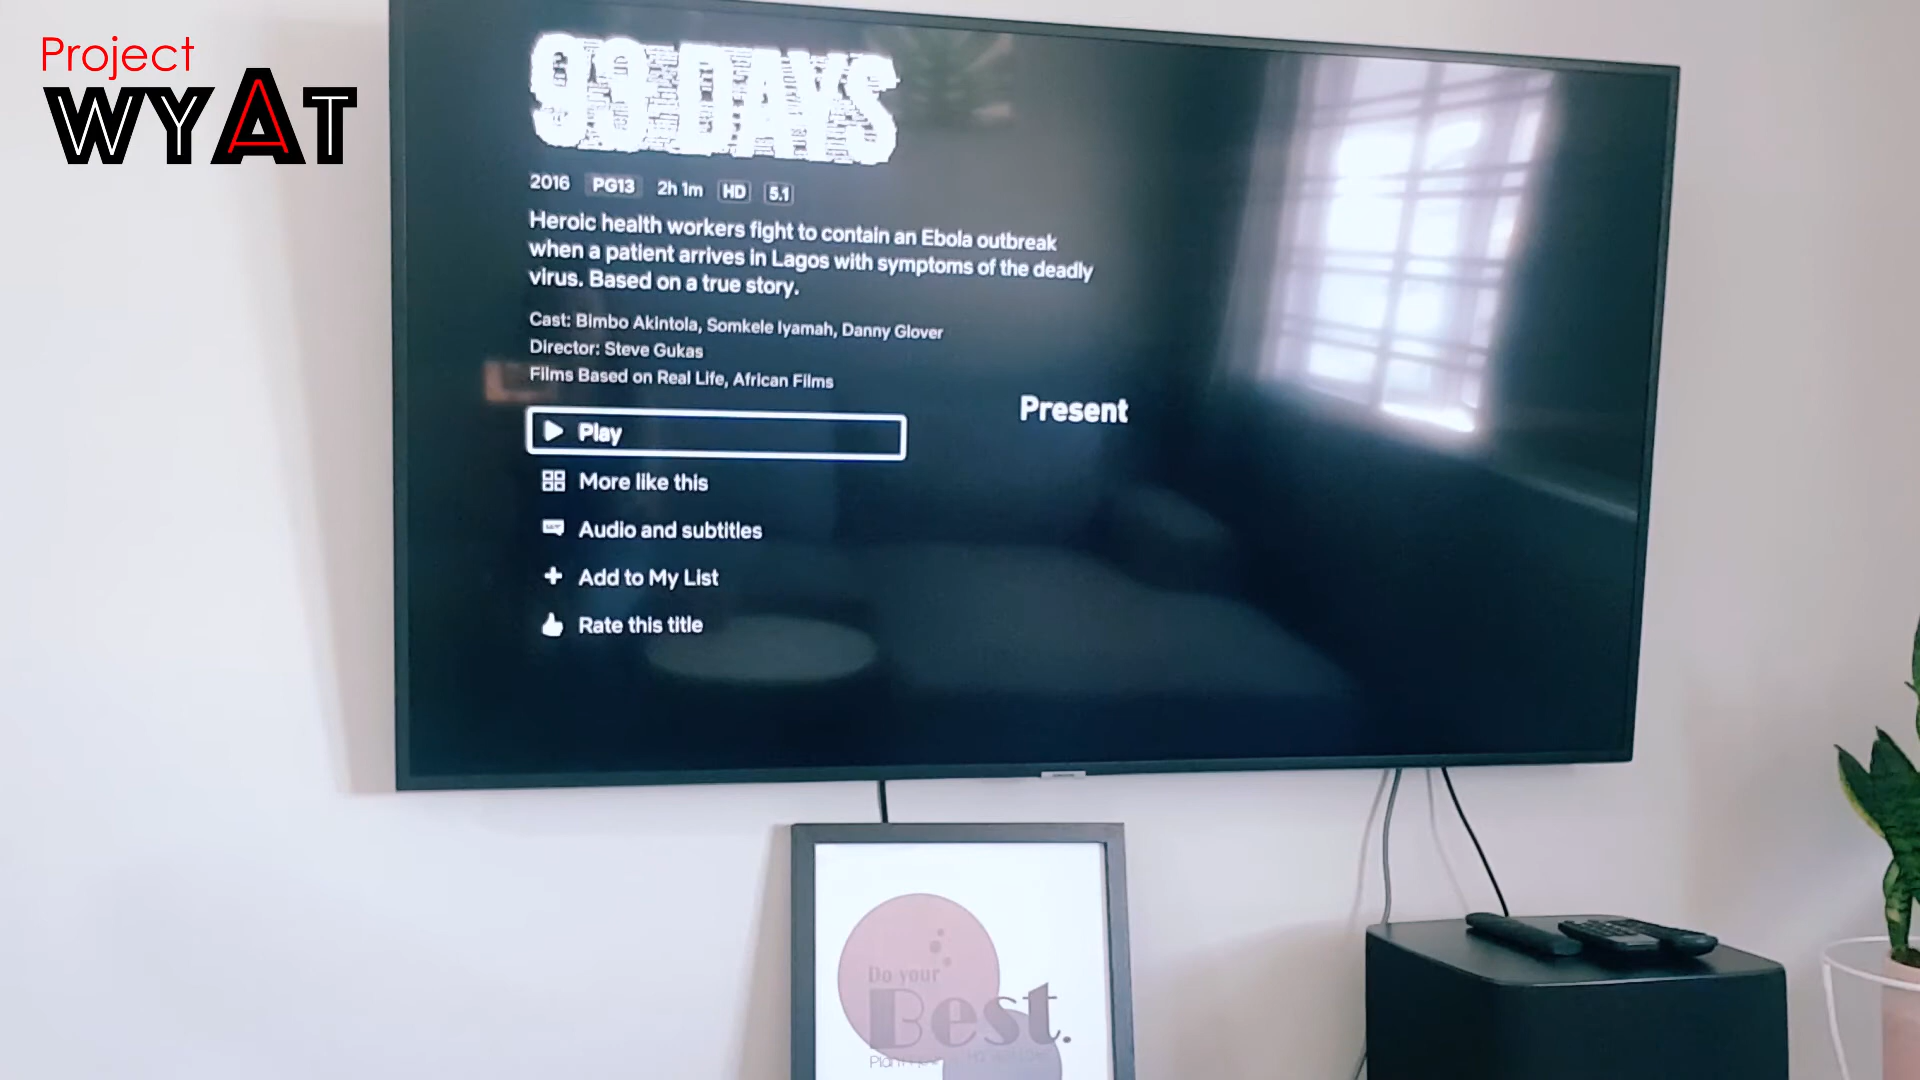 Project
WYAT
93 DAYS
2016 PG13 2h 1m HD 5.1
Heroic health workers fight to contain an Ebola outbreak
when a patient arrives in Lagos with symptoms of the deadly
virus. Based on a true story.
Cast: Bimbo Akintola, Somkele Iyamah, Danny Glover
Director: Steve Gukas
Films Based on Real Life, African Films
Present
Play
More like this
Audio and subtitles
Add to My List
Rate this title
Do your
Best.